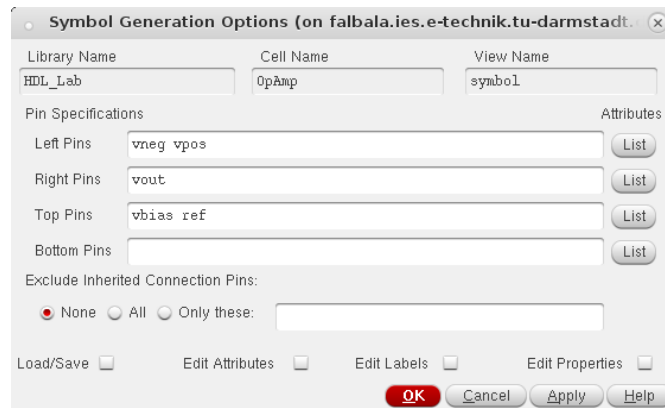 Symbol Generation Options (on falbala.ies.e-technik.tu-darmstadt.
Library Name Cell Name View Name
HDL_Lab OpAmp symbol
Pin Specifications Attributes
Left Pins vneg vpos List
Right Pins vout List
Top Pins vbias ref List
Bottom Pins List
Exclude Inherited Connection Pins:
None All Only these:
Load/Save Edit Attributes Edit Labels Edit Properties
OK Cancel Apply Help